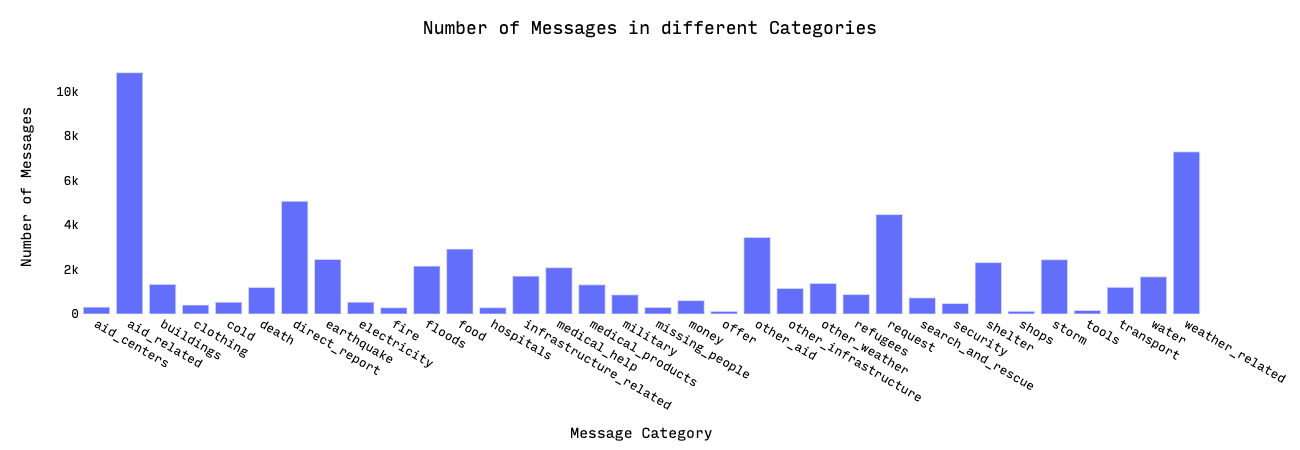 Number of Messages in different Categories
Number of Messages
10k
8k
6k
4k
2k
0
aid_centers
aid_related
buildings
clothing
cold
death
direct_report
earthquake
electricity
fire
floods
food
hospitals
infrastructure_related
medical_help
medical_products
military
missing_people
money
offer
other_aid
other_infrastructure
other_weather
refugees
request
search_and_rescue
security
shelter
shops
storm
tools
transport
water
weather_related
Message Category